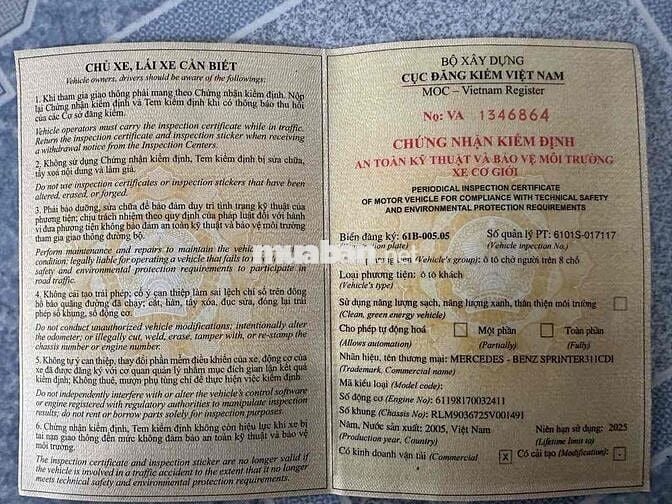 CHỦ XE, LÁI XE CẦN BIẾT
Vehicle owners, drivers should be aware of the followings:
1. Khi tham gia giao thông phải mang theo Chứng nhận kiểm định. Nộp
lại Chứng nhận kiểm định và Tem kiểm định khi có thông báo thu hồi
của các Cơ sở đăng kiểm.
Vehicle operators must carry the inspection certificate while in traffic.
Return the inspection certificate and inspection sticker when receiving
a withdrawal notice from the Inspection Centers.
2. Không sử dụng Chứng nhận kiểm định, Tem kiểm định bị sửa chữa,
tẩy xoá nội dung và làm giả.
Do not use inspection certificates or inspection stickers that have been
altered, erased, or forged.
3. Phải bảo dưỡng, sửa chữa để bảo đảm duy trì tình trạng kỹ thuật của
phương tiện; chịu trách nhiệm theo quy định của pháp luật đối với hành
vi đưa phương tiện không bảo đảm an toàn kỹ thuật và bảo vệ môi trường
tham gia giao thông đường bộ.
Perform maintenance and repairs to maintain the vehicle's
condition; legally liable for operating a vehicle that fails to
safety and environmental protection requirements to participate in
road traffic.
4. Không cải tạo trái phép; cố ý can thiệp làm sai lệch chỉ số trên đồng
hồ báo quãng đường đã chạy; cắt, hàn, tẩy xóa, đục sửa, đóng lại trái
phép số khung, số động cơ.
Do not conduct unauthorized vehicle modifications; intentionally alter
the odometer; or illegally cut, weld, erase, tamper with, or re-stamp
the chassis number or engine number.
5. Không tự ý can thiệp, thay đổi phần mềm điều khiển của xe, động cơ của
xe đã được đăng ký với cơ quan quản lý nhằm mục đích gian lận kết quả
kiểm định; Không thuê, mượn phụ tùng chỉ để thực hiện việc kiểm định.
Do not independently interfere with or alter the vehicle's control software
or engine registered with regulatory authorities to manipulate inspection
results; do not rent or borrow parts solely for inspection purposes.
6. Chứng nhận kiểm định, Tem kiểm định không còn hiệu lực khi xe bị
tai nạn giao thông đến mức không đảm bảo an toàn kỹ thuật và bảo vệ
môi trường.
The inspection certificate and inspection sticker are no longer valid if
the vehicle is involved in a traffic accident to the extent that it no longer
meets technical safety and environmental protection requirements.
BỘ XÂY DỰNG
CỤC ĐĂNG KIỂM VIỆT NAM
MOC – Vietnam Register
No: VA 1346864
CHỨNG NHẬN KIỂM ĐỊNH
AN TOÀN KỸ THUẬT VÀ BẢO VỆ MÔI TRƯỜNG
XE CƠ GIỚI
PERIODICAL INSPECTION CERTIFICATE
OF MOTOR VEHICLE FOR COMPLIANCE WITH TECHNICAL SAFETY
AND ENVIRONMENTAL PROTECTION REQUIREMENTS
Biển đăng ký: 61B-005.05 Số quản lý PT: 6101S-017117
plate) (Vehicle inspection No.)
(Vehicle's group): ô tô chở người trên 8 chỗ
Loại phương tiện: ô tô khách
(Vehicle's type)
Sử dụng năng lượng sạch, năng lượng xanh, thân thiện môi trường
(Clean, green energy vehicle)
Cho phép tự động hoá Một phần Toàn phần
(Allows automation) (Partially) (Fully)
Nhãn hiệu, tên thương mại: MERCEDES - BENZ SPRINTER311CDI
(Trademark, Commercial name)
Mã kiểu loại (Model code):
Số động cơ (Engine No): 61198170032411
Số khung (Chassis No): RLM9036725V001491
Năm, Nước sản xuất: 2005, Việt Nam Niên hạn sử dụng: 2025
(Production year, Country) (Lifetime limit to)
Có kinh doanh vận tải (Commercial X Có cải tạo (Modification): -
muaban.net